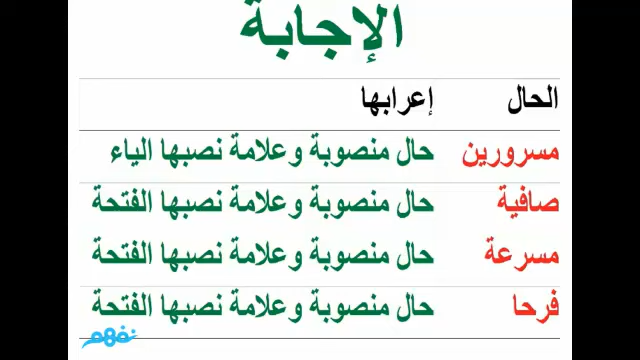 الإجابة
الحال إعرابها
مسرورين حال منصوبة وعلامة نصبها الياء
صافية حال منصوبة وعلامة نصبها الفتحة
مسرعة حال منصوبة وعلامة نصبها الفتحة
فرحا حال منصوبة وعلامة نصبها الفتحة
نفهم